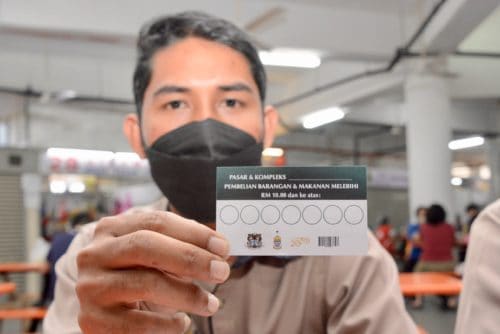 PASAR & KOMPLEKS
PEMBELIAN BARANGAN & MAKANAN MELEBIHI
RM 10.00 dan ke atas: